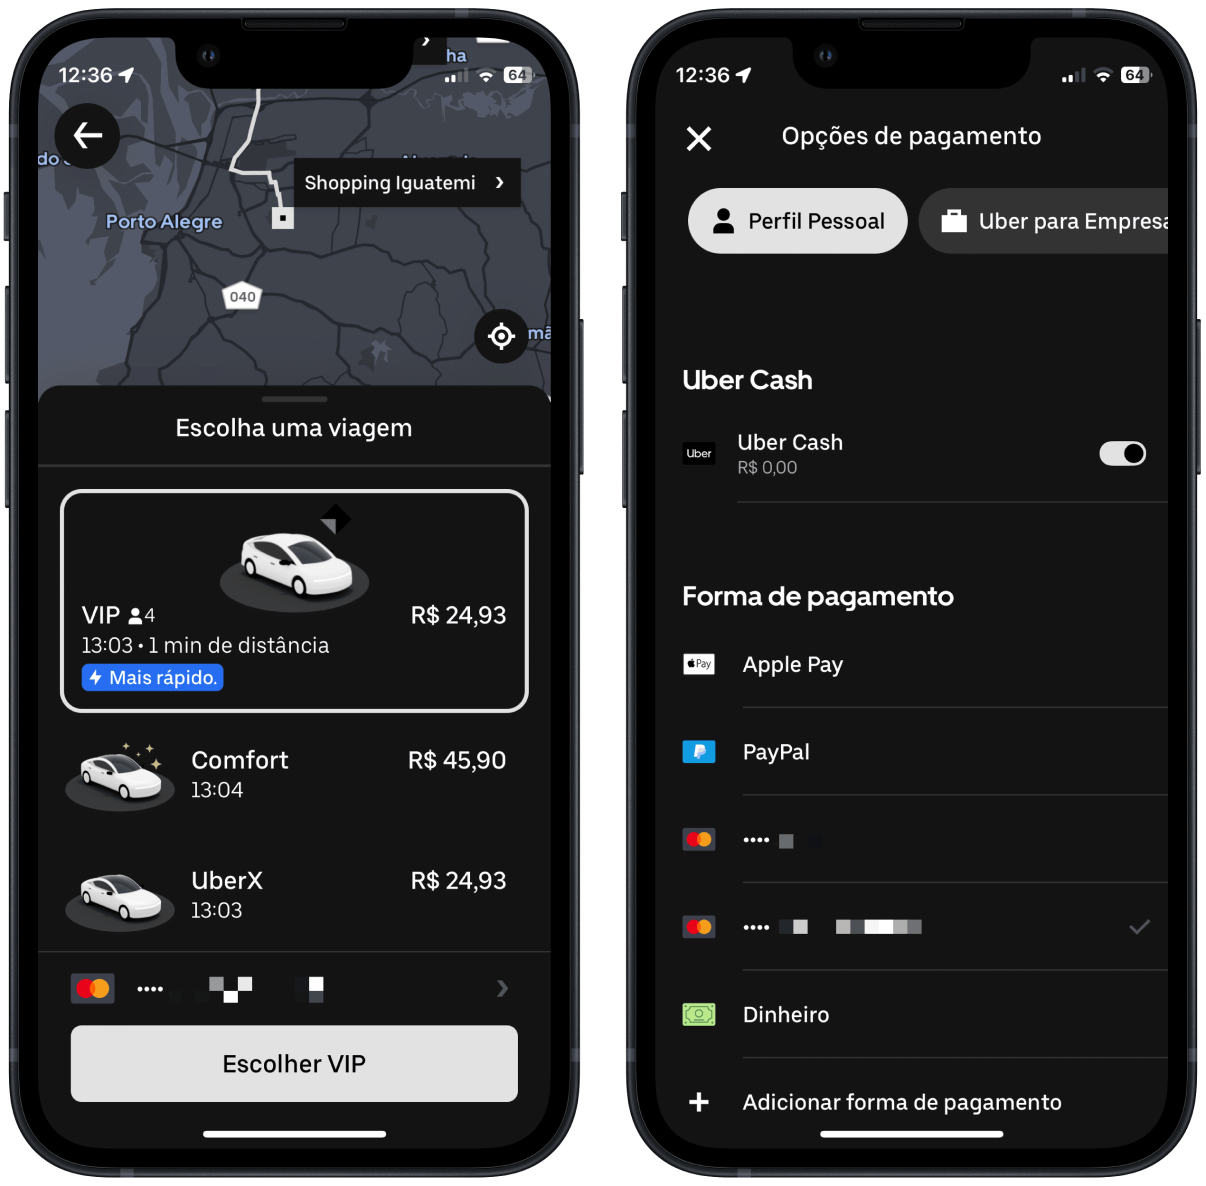 12:36
64
ha
Shopping Iguatemi
Porto Alegre
040
Escolha uma viagem
VIP 4 R$ 24,93
13:03 • 1 min de distância
Mais rápido.
Comfort R$ 45,90
13:04
UberX R$ 24,93
13:03
••••
Escolher VIP
12:36
64
Opções de pagamento
Perfil Pessoal
Uber para Empresa
Uber Cash
Uber
Uber Cash
R$ 0,00
Forma de pagamento
Pay Apple Pay
PayPal
••••
••••
Dinheiro
+ Adicionar forma de pagamento